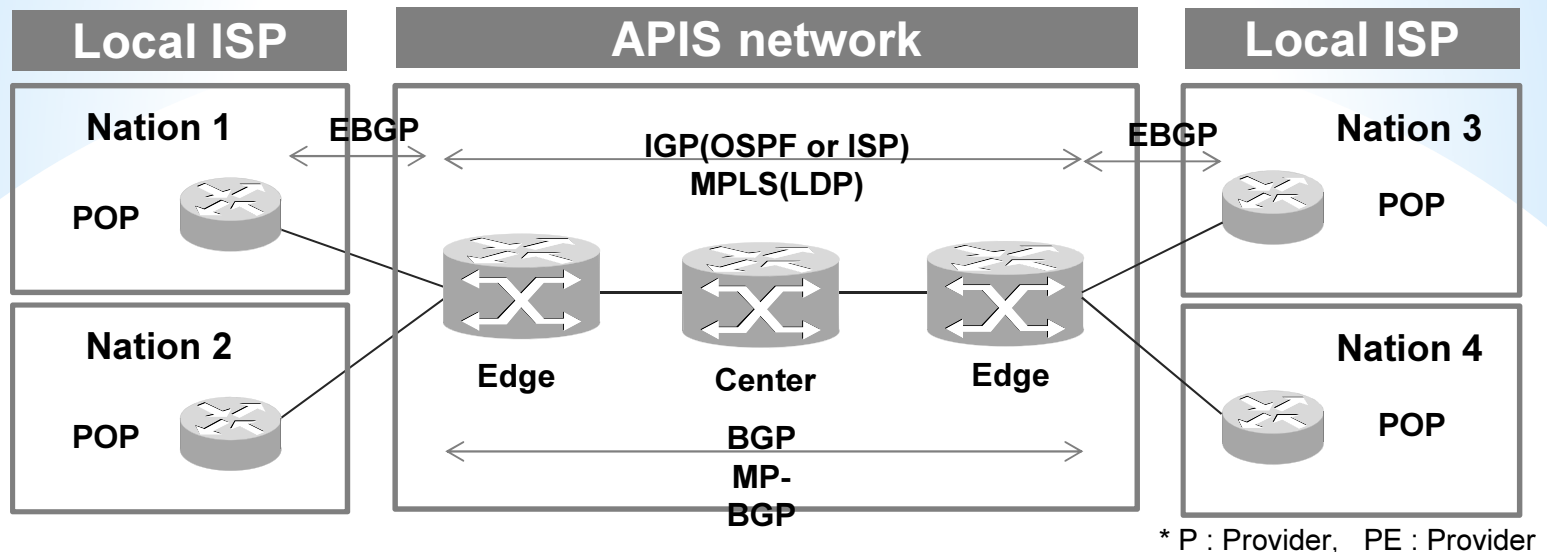 Local ISP
APIS network
Local ISP
Nation 1
POP
EBGP
IGP(OSPF or ISP)
MPLS(LDP)
EBGP
Nation 3
POP
Nation 2
POP
Edge
Center
Edge
BGP
MP-
BGP
Nation 4
POP
* P : Provider, PE : Provider